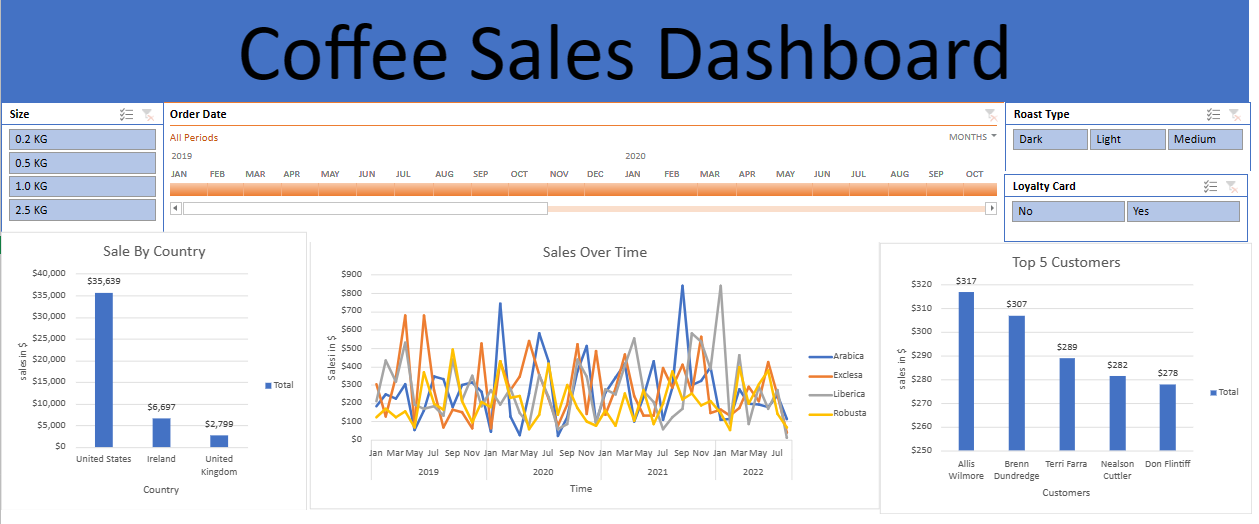 Coffee Sales Dashboard
Size
0.2 KG
0.5 KG
1.0 KG
2.5 KG
Order Date
All Periods
MONTHS
2019 2020
JAN FEB MAR APR MAY JUN JUL AUG SEP OCT NOV DEC JAN FEB MAR APR MAY JUN JUL AUG SEP OCT
Roast Type
Dark Light Medium
Loyalty Card
No Yes
Sale By Country
sales in $
$40,000
$35,000
$30,000
$25,000
$20,000
$15,000
$10,000
$5,000
$0
$35,639
$6,697
$2,799
United States Ireland United
Kingdom
Country
Total
Sales Over Time
Salesi in $
$900
$800
$700
$600
$500
$400
$300
$200
$100
$0
Jan Mar May Jul Sep Nov Jan Mar May Jul Sep Nov Jan Mar May Jul Sep Nov Jan Mar May Jul
2019 2020 2021 2022
Time
Arabica
Exclesa
Liberica
Robusta
Top 5 Customers
sales in $
$320
$310
$300
$290
$280
$270
$260
$250
$317
$307
$289
$282
$278
Allis Brenn Terri Farra Nealson Don Flintiff
Wilmore Dundredge Cuttler
Customers
Total